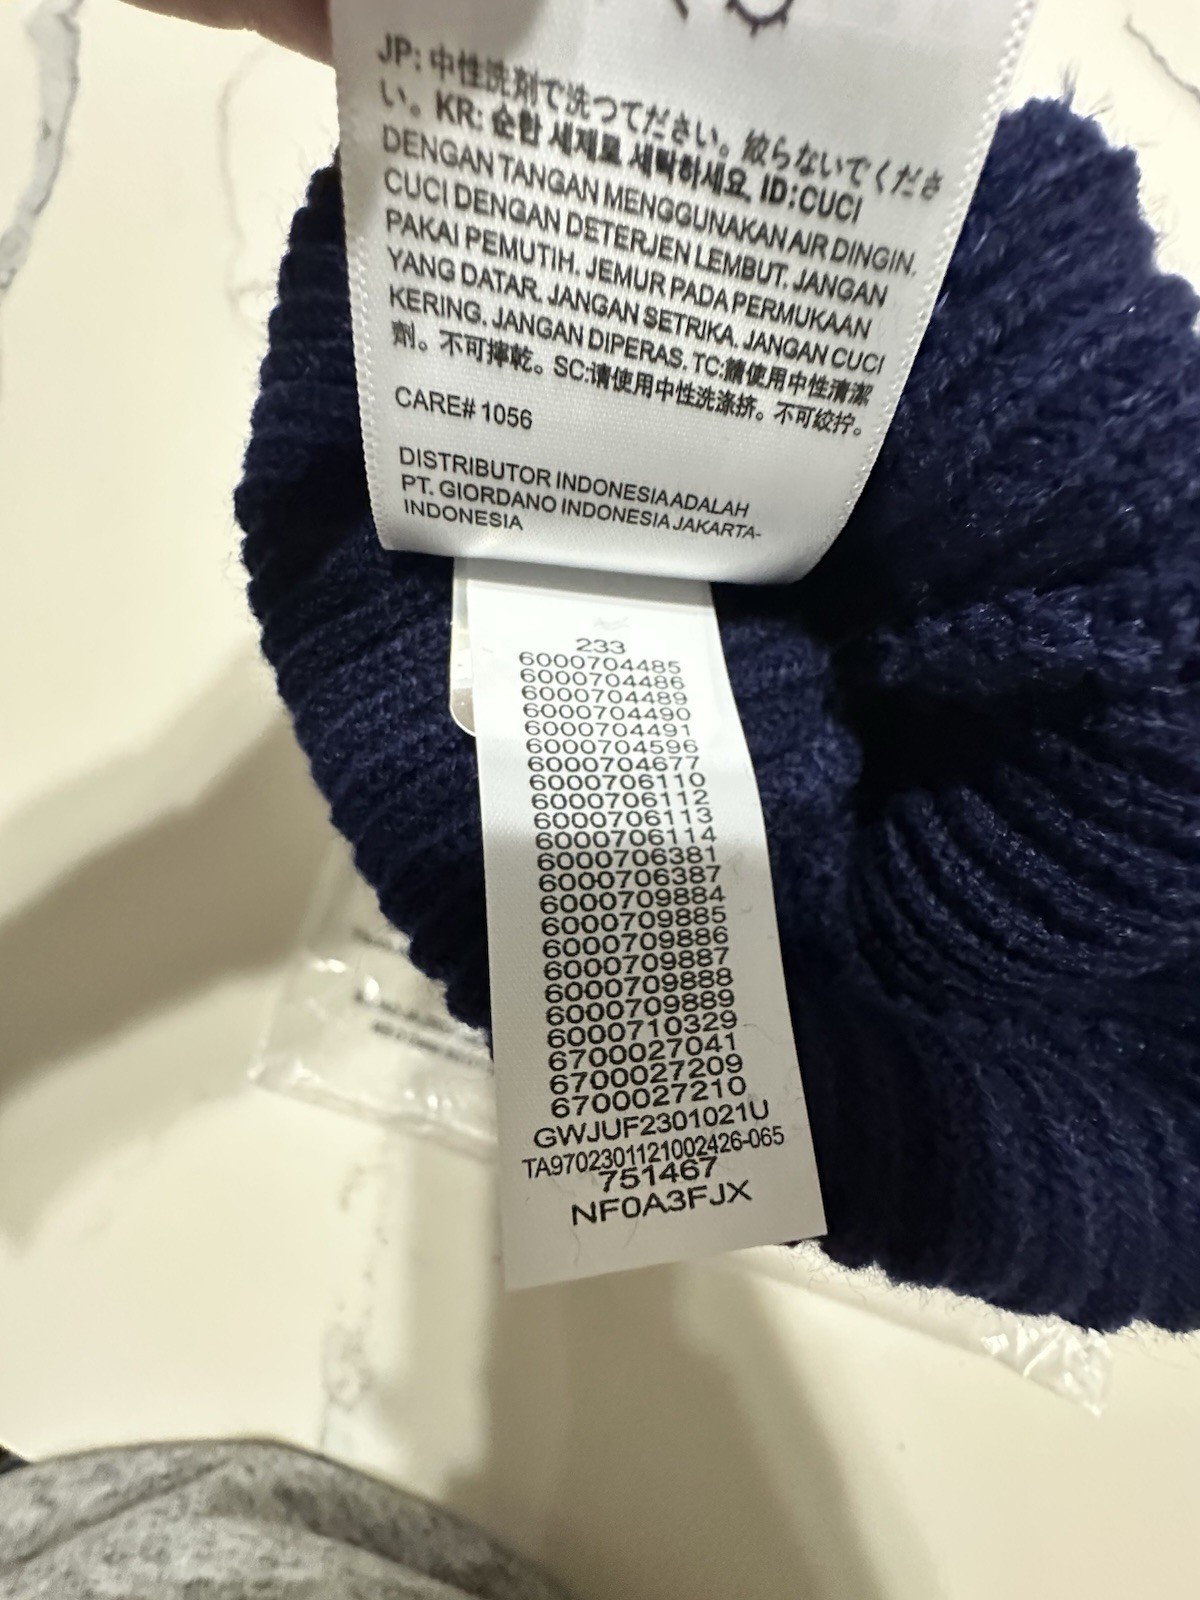 JP: 中性洗剤で洗つてください。絞らないでくださ
い。KR: 순한 세제로 세탁하세요. ID:CUCI
DENGAN TANGAN MENGGUNAKAN AIR DINGIN.
CUCI DENGAN DETERJEN LEMBUT. JANGAN
PAKAI PEMUTIH. JEMUR PADA PERMUKAAN
YANG DATAR. JANGAN SETRIKA. JANGAN CUCI
KERING. JANGAN DIPERAS. TC:請使用中性清潔
劑。不可擰乾。SC:请使用中性洗涤挤。不可绞拧。
CARE# 1056
DISTRIBUTOR INDONESIA ADALAH
PT. GIORDANO INDONESIA JAKARTA-
INDONESIA
233
6000704485
6000704486
6000704489
6000704490
6000704491
6000704596
6000704677
6000706110
6000706112
6000706113
6000706114
6000706381
6000706387
6000709884
6000709885
6000709886
6000709887
6000709888
6000709889
6000710329
6700027041
6700027209
6700027210
GWJUF2301021U
TA9702301121002426-065
751467
NF0A3FJX